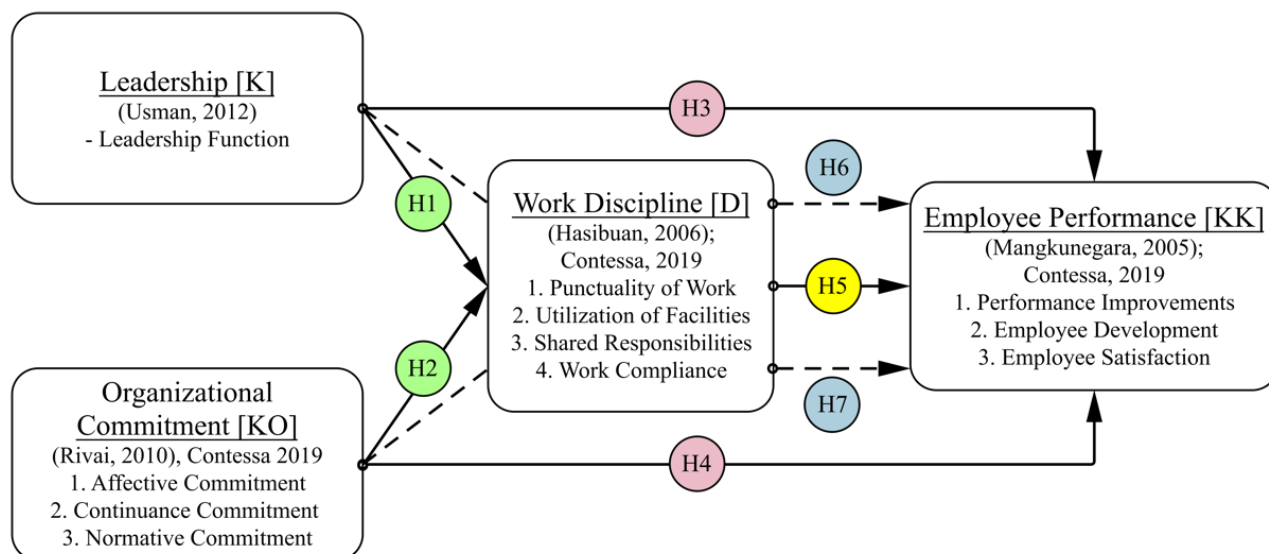 Leadership [K]
(Usman, 2012)
- Leadership Function
H3
H1
H6
Work Discipline [D]
(Hasibuan, 2006);
Contessa, 2019
1. Punctuality of Work
2. Utilization of Facilities
3. Shared Responsibilities
4. Work Compliance
H5
Employee Performance [KK]
(Mangkunegara, 2005);
Contessa, 2019
1. Performance Improvements
2. Employee Development
3. Employee Satisfaction
H2
H7
Organizational
Commitment [KO]
(Rivai, 2010), Contessa 2019
1. Affective Commitment
2. Continuance Commitment
3. Normative Commitment
H4